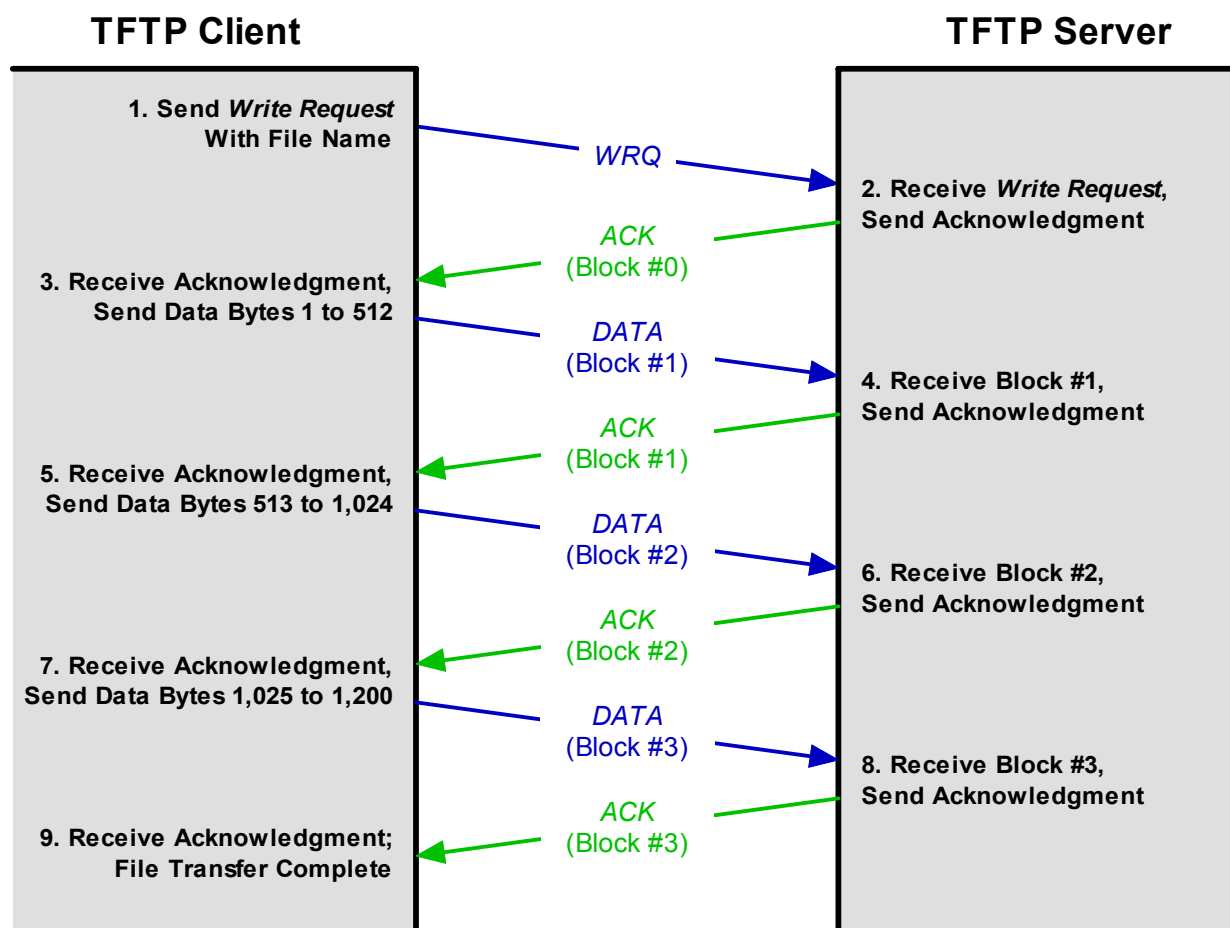 TFTP Client
TFTP Server
1. Send Write Request
With File Name
WRQ
2. Receive Write Request,
Send Acknowledgment
ACK
(Block #0)
3. Receive Acknowledgment,
Send Data Bytes 1 to 512
DATA
(Block #1)
4. Receive Block #1,
Send Acknowledgment
ACK
(Block #1)
5. Receive Acknowledgment,
Send Data Bytes 513 to 1,024
DATA
(Block #2)
6. Receive Block #2,
Send Acknowledgment
ACK
(Block #2)
7. Receive Acknowledgment,
Send Data Bytes 1,025 to 1,200
DATA
(Block #3)
8. Receive Block #3,
Send Acknowledgment
ACK
(Block #3)
9. Receive Acknowledgment;
File Transfer Complete